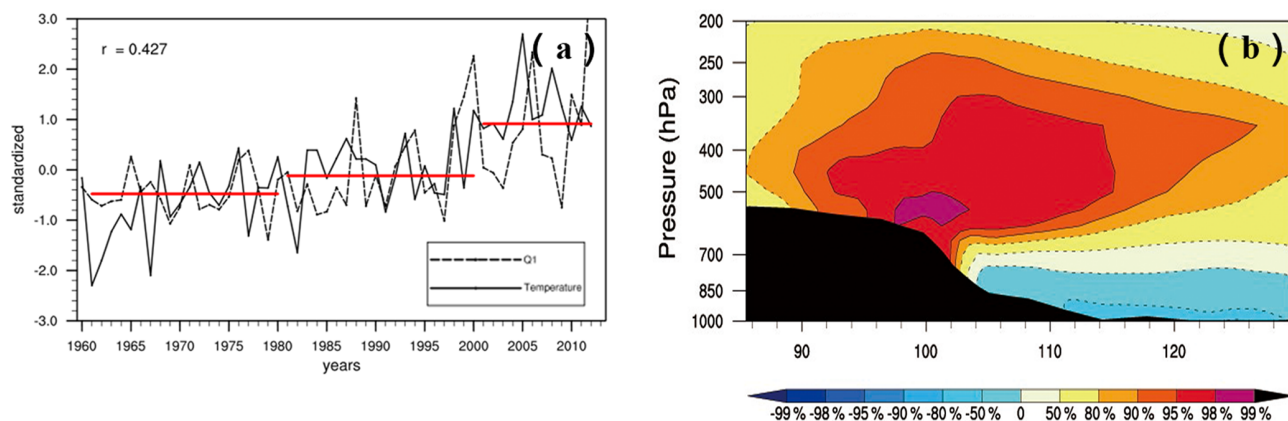 ( a )
r = 0.427
3.0
2.0
1.0
0.0
-1.0
-2.0
-3.0
standardized
Q1
Temperature
1960 1965 1970 1975 1980 1985 1990 1995 2000 2005 2010
years
( b )
200
250
300
400
500
700
850
1000
Pressure (hPa)
90 100 110 120
-99 % -98 % -95 % -90 % -80 % -50 % 0 50 % 80 % 90 % 95 % 98 % 99 %